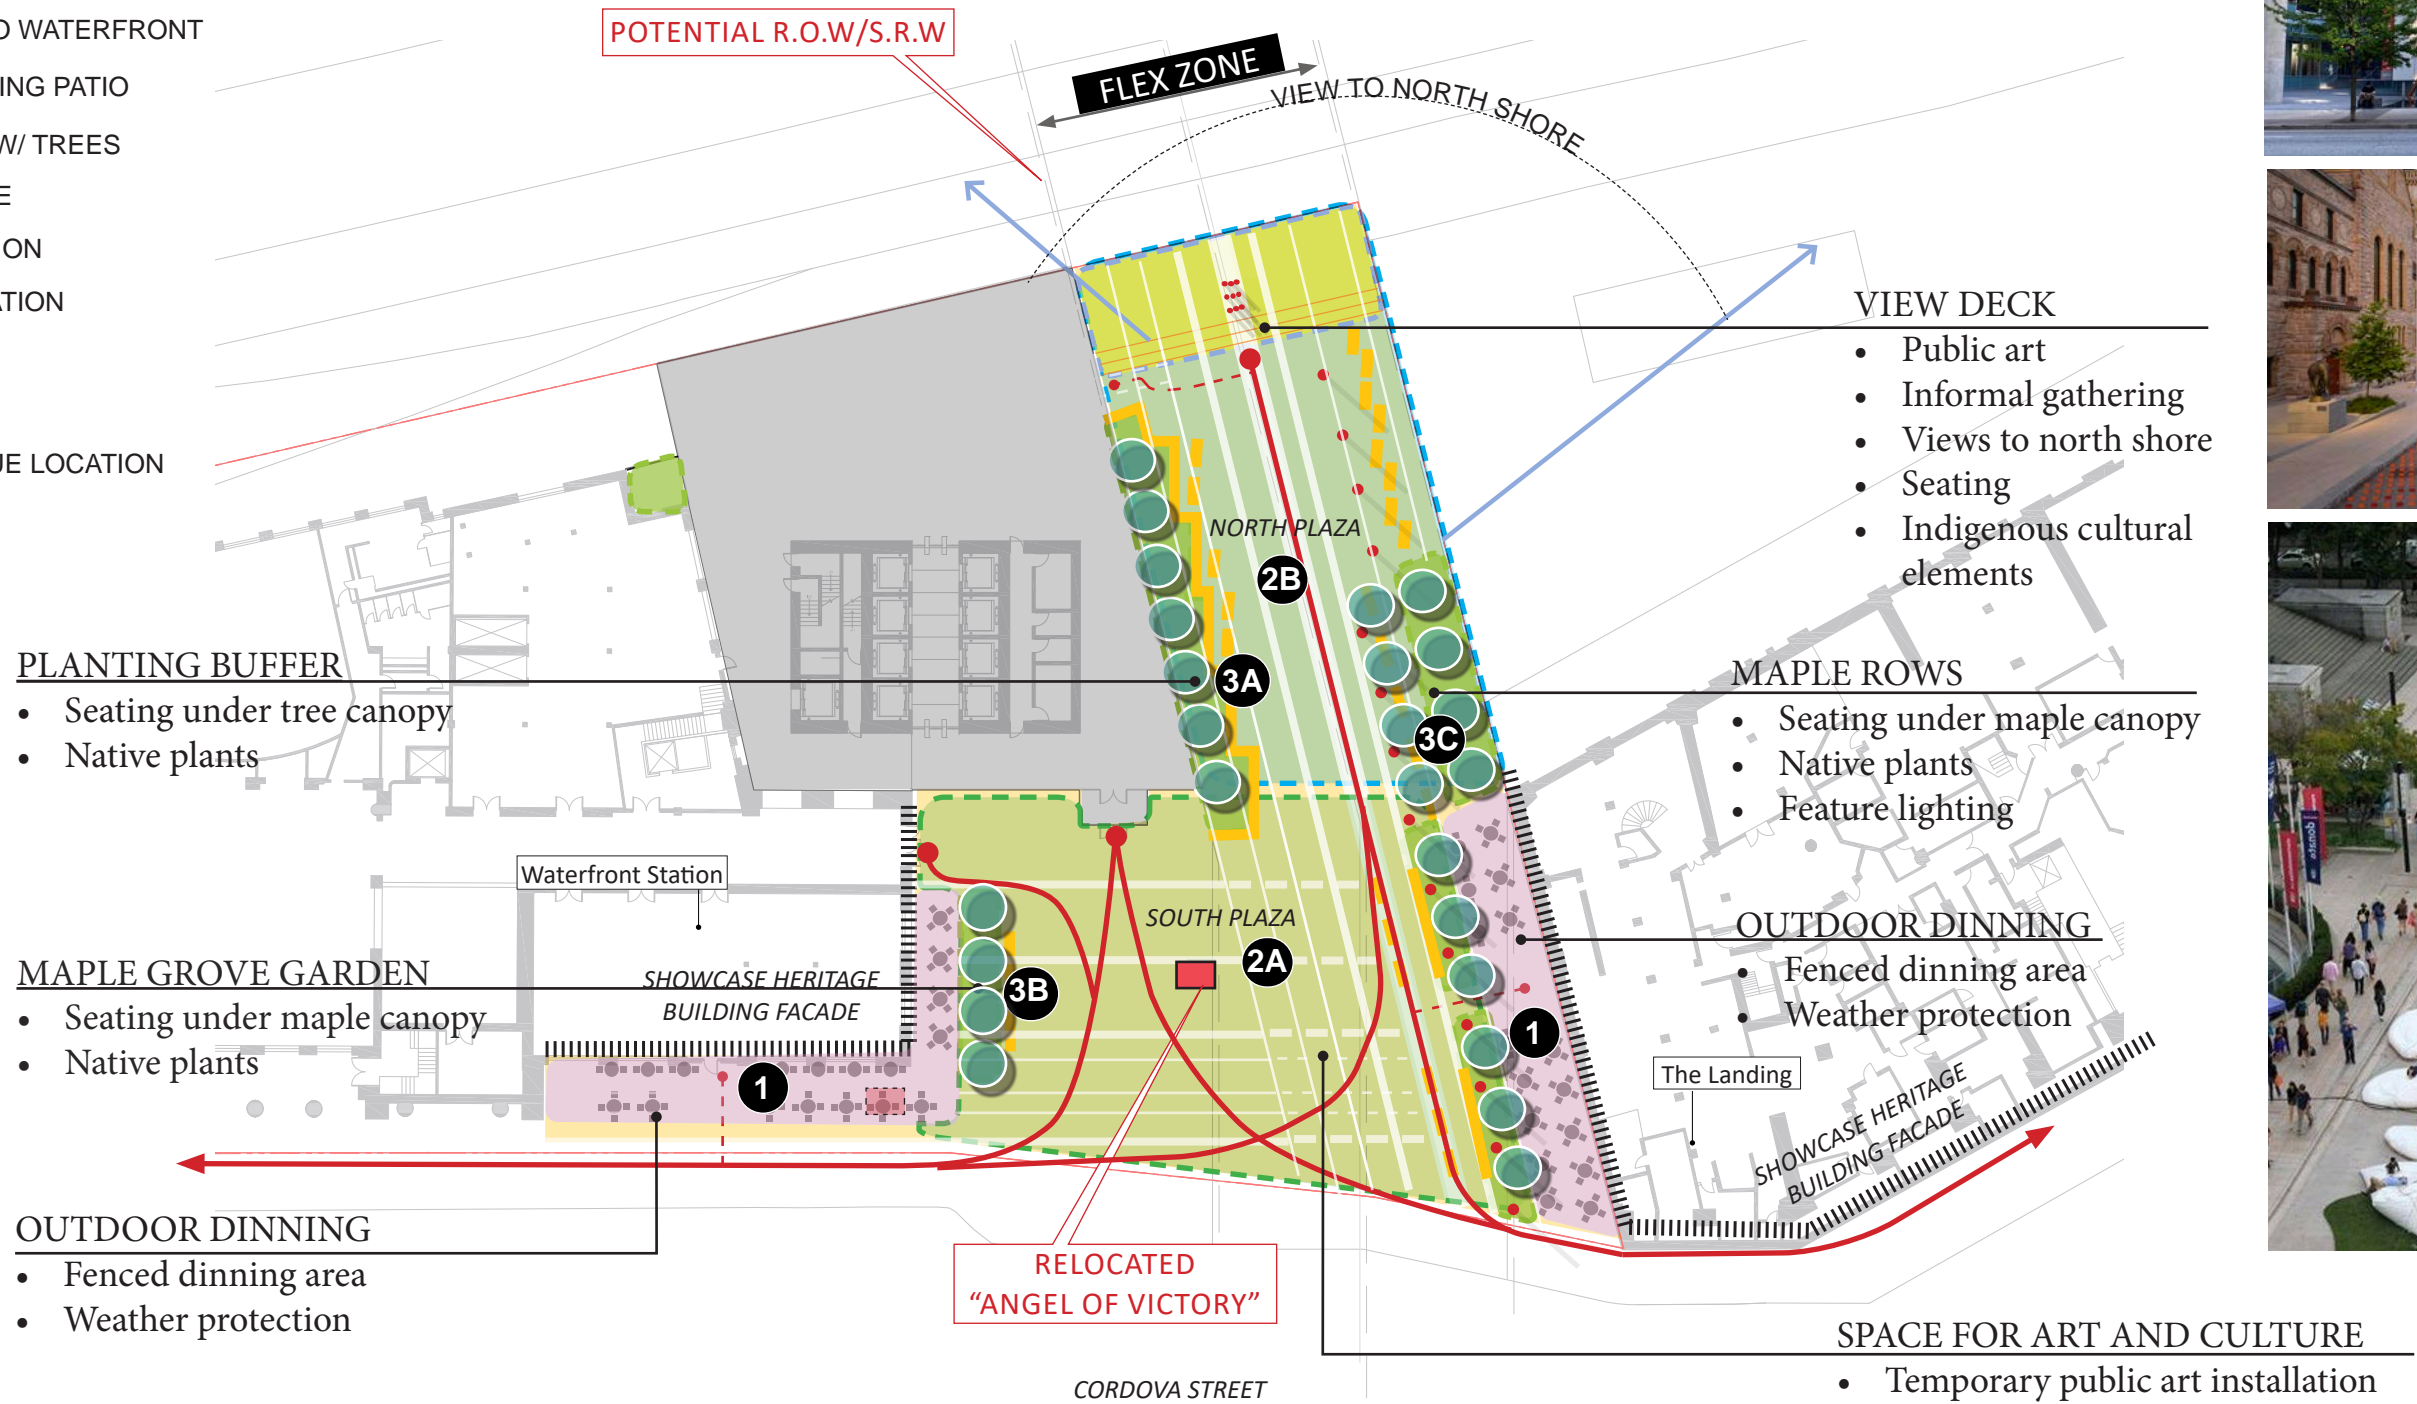 WATERFRONT
PATIO
W/ TREES
LOCATION
POTENTIAL R.O.W/S.R.W
FLEX ZONE
VIEW TO NORTH SHORE
VIEW DECK
• Public art
• Informal gathering
• Views to north shore
• Seating
• Indigenous cultural
elements
NORTH PLAZA
2B
PLANTING BUFFER
• Seating under tree canopy
• Native plants
3A
MAPLE ROWS
• Seating under maple canopy
• Native plants
• Feature lighting
3C
Waterfront Station
SOUTH PLAZA
2A
OUTDOOR DINNING
• Fenced dinning area
• Weather protection
MAPLE GROVE GARDEN
• Seating under maple canopy
• Native plants
SHOWCASE HERITAGE
BUILDING FACADE
3B
1
1
The Landing
SHOWCASE HERITAGE
BUILDING FACADE
OUTDOOR DINNING
• Fenced dinning area
• Weather protection
RELOCATED
“ANGEL OF VICTORY”
SPACE FOR ART AND CULTURE
• Temporary public art installation
CORDOVA STREET